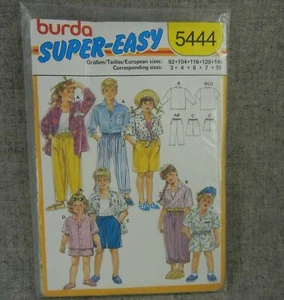 burda
SUPER-EASY
5444
Größen/Tailles/European sizes: 92+104+116+128+140
Corresponding sizes: 3 + 4 + 6 + 7 + 10
A
A
B
C
D